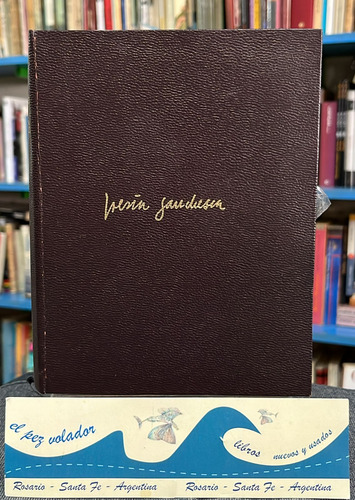 poesía gauchesca
el pez volador
libros
nuevos y usados
Rosario - Santa Fe - Argentina
Rosario - Santa Fe - Argentina